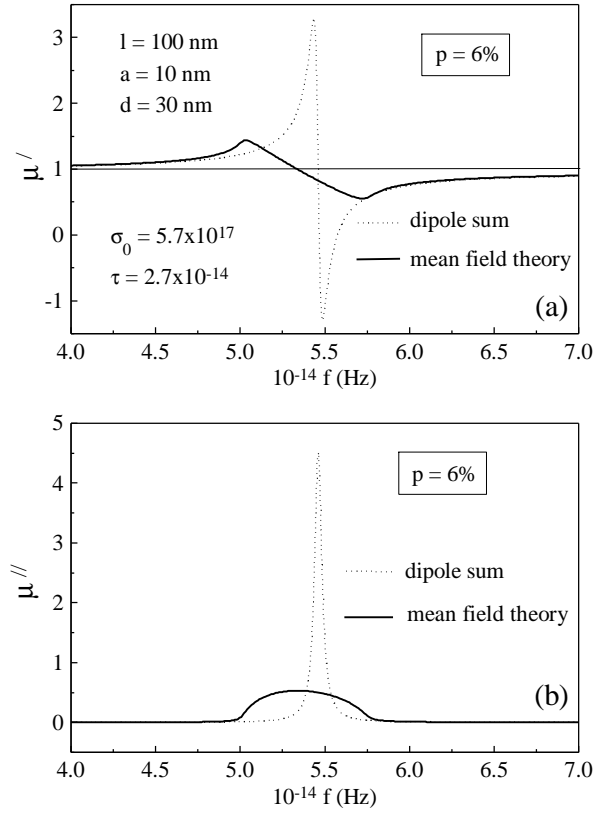 l = 100 nm
a = 10 nm
d = 30 nm
p = 6%
μ′
3
2
1
0
-1
σ₀ = 5.7x10¹⁷
τ = 2.7x10⁻¹⁴
dipole sum
mean field theory
(a)
4.0 4.5 5.0 5.5 6.0 6.5 7.0
10⁻¹⁴ f (Hz)
5
4
3
2
1
0
μ″
p = 6%
dipole sum
mean field theory
(b)
4.0 4.5 5.0 5.5 6.0 6.5 7.0
10⁻¹⁴ f (Hz)